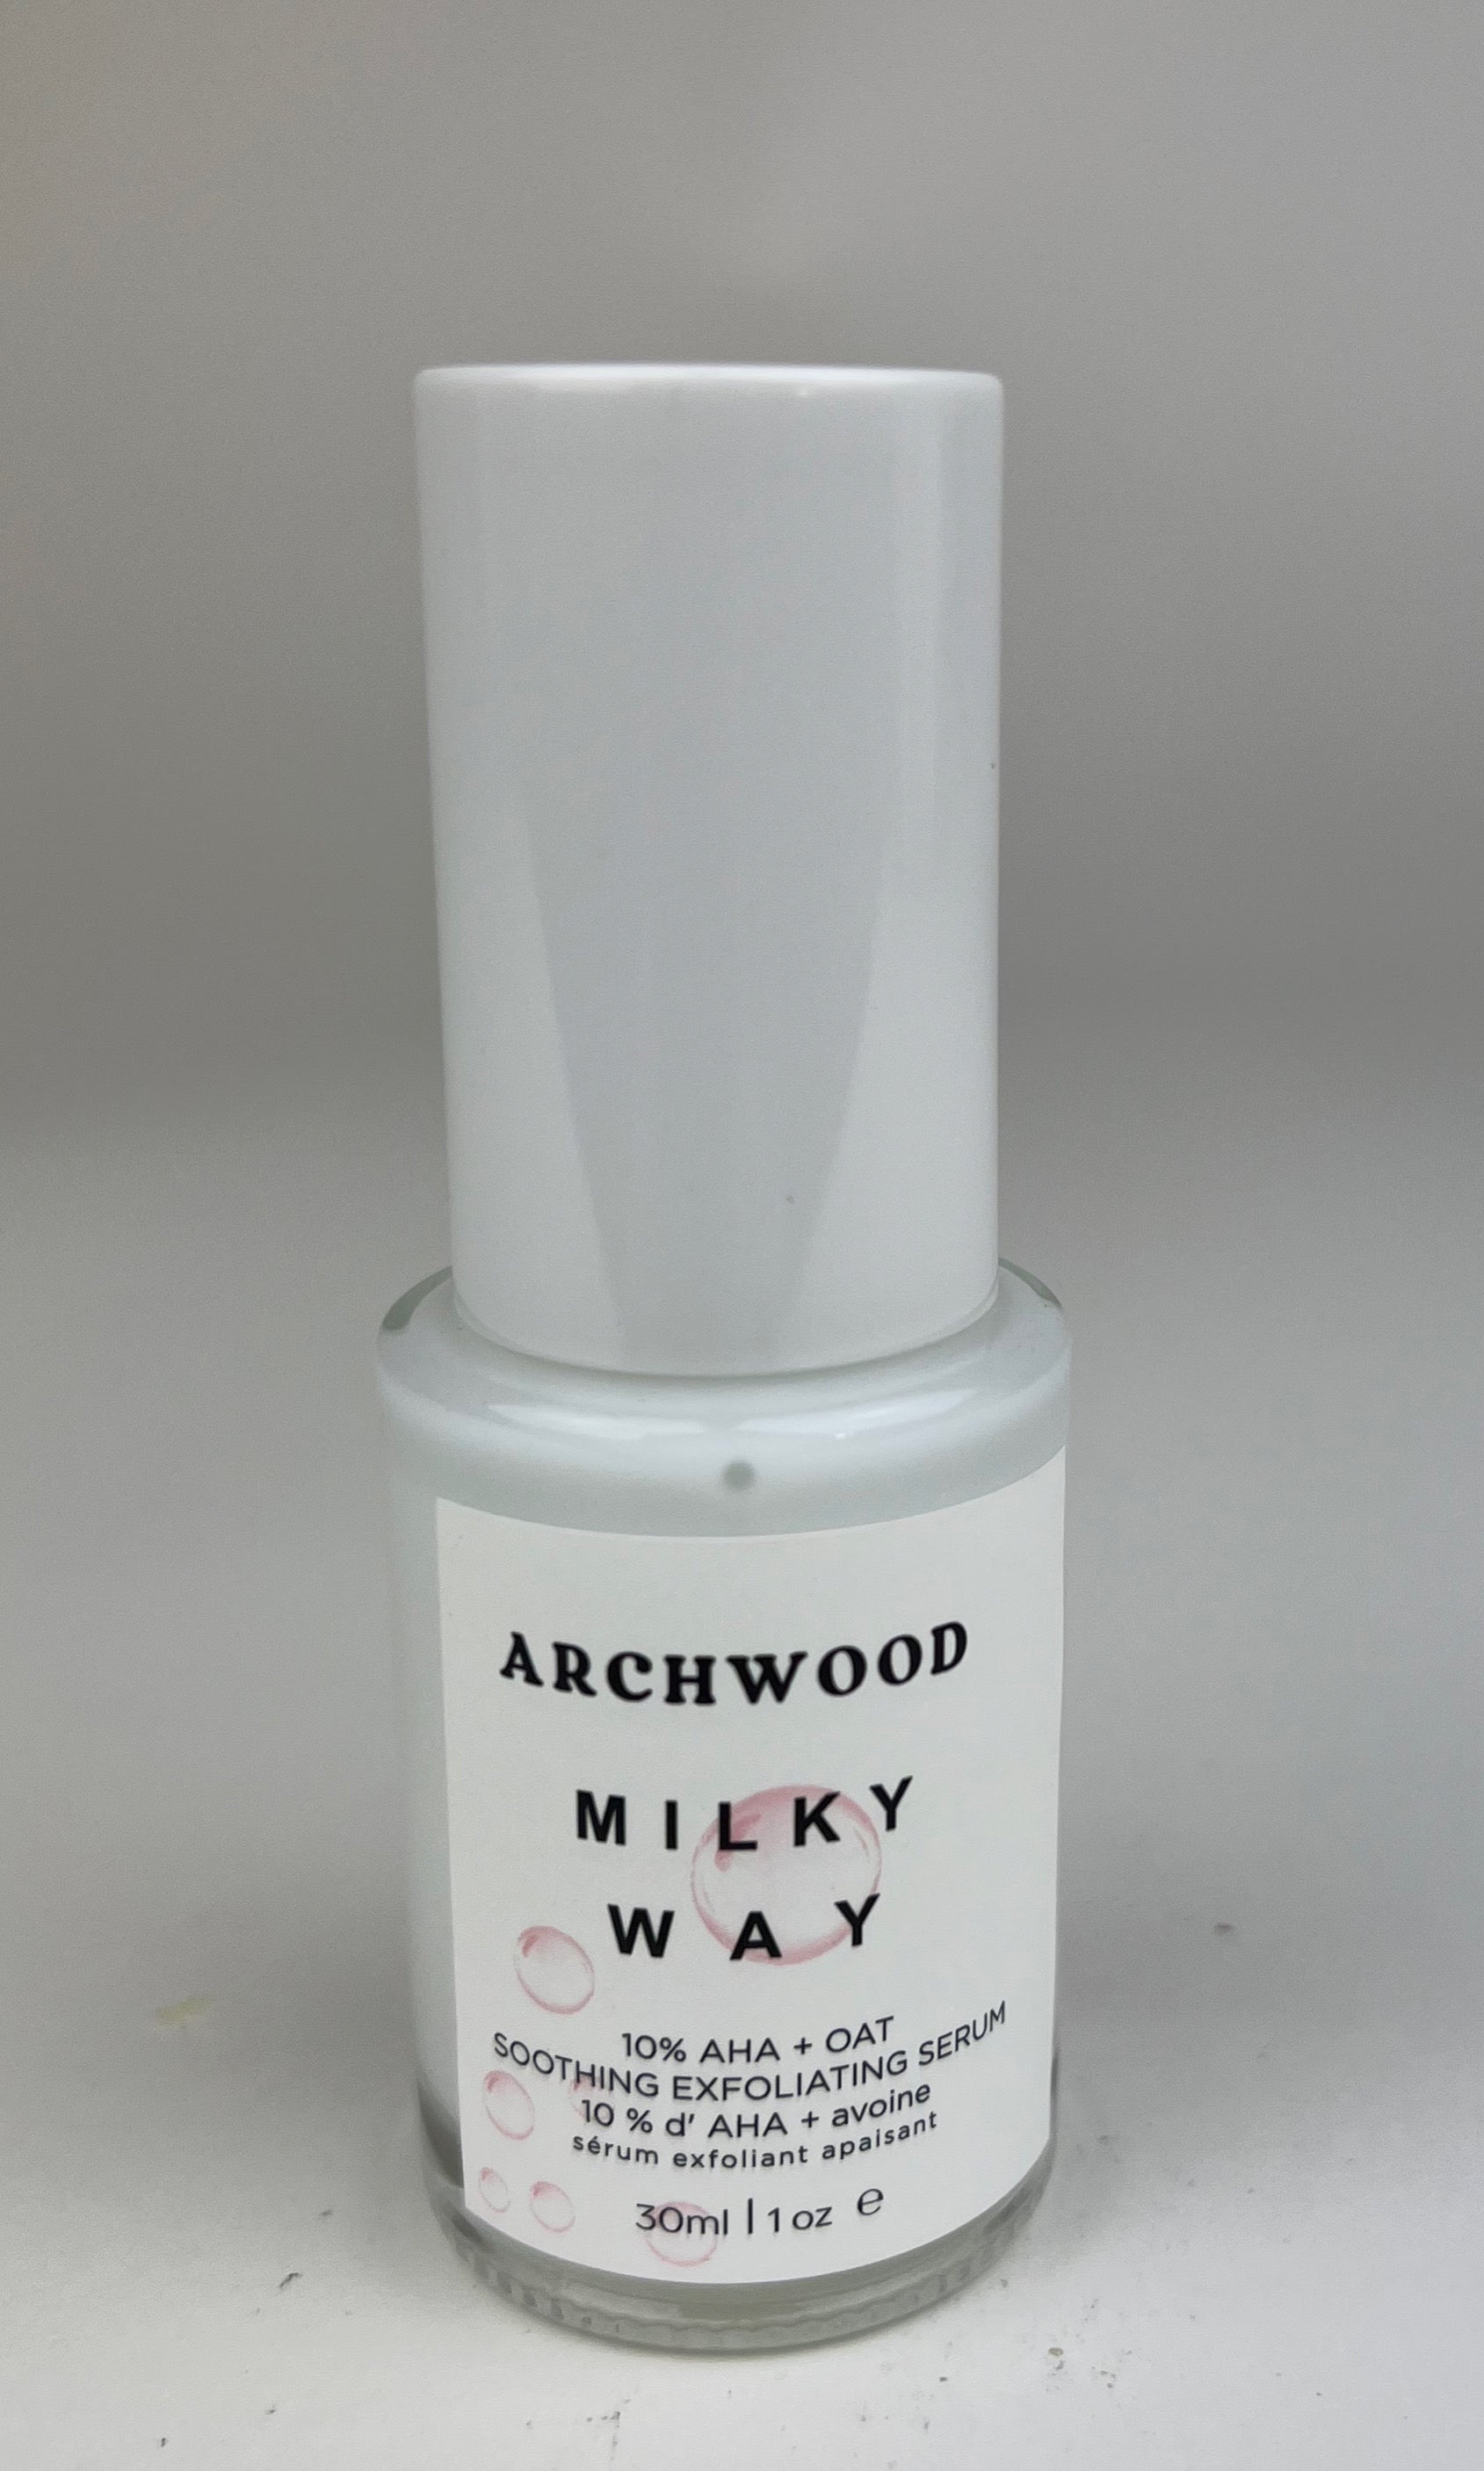 ARCHWOOD
MILKY
WAY
10% AHA + OAT
SOOTHING EXFOLIATING SERUM
10 % d' AHA + avoine
sérum exfoliant apaisant
30ml | 1 oz ℮